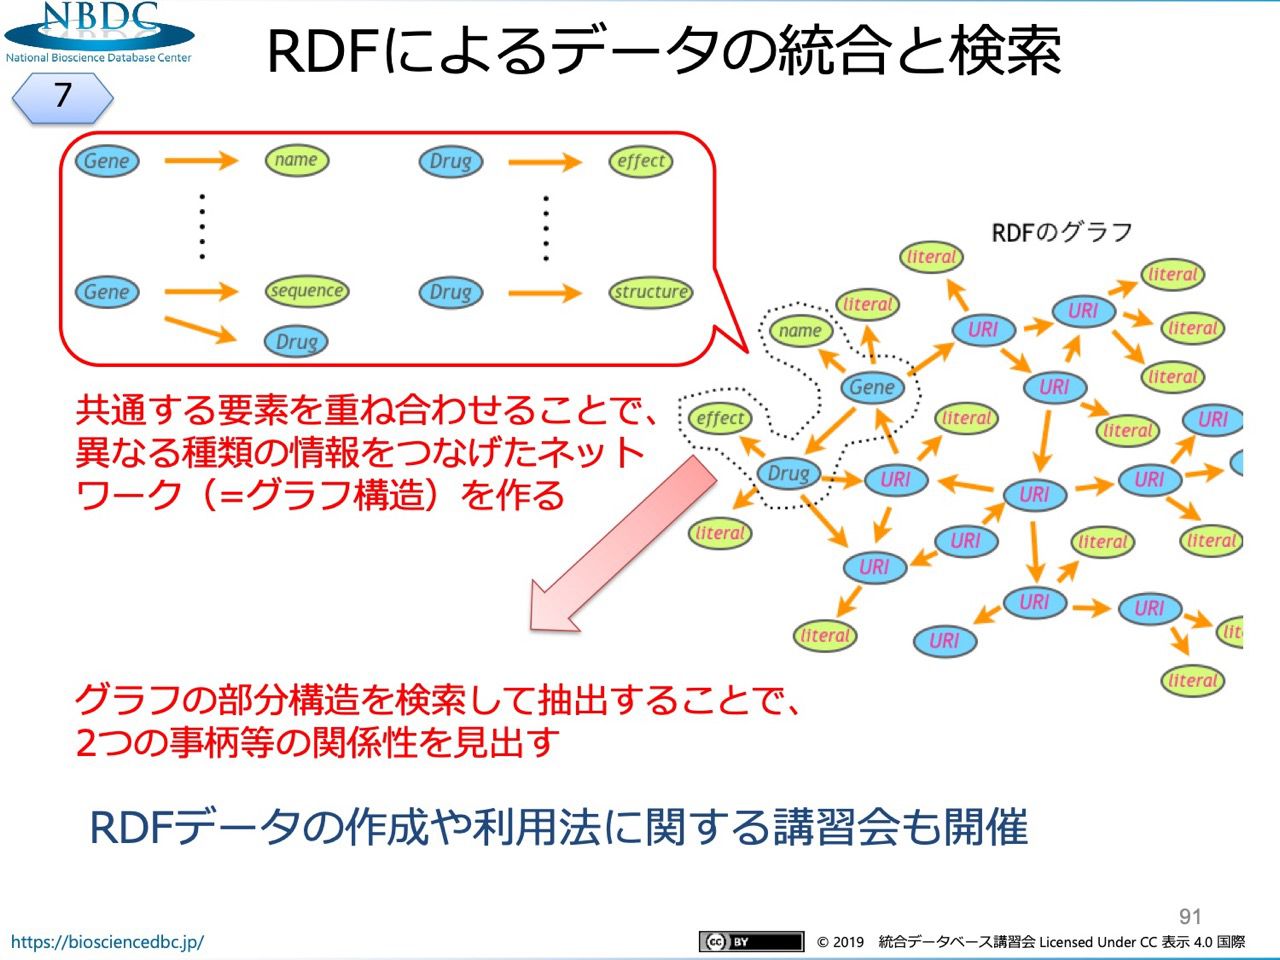 NBDC
National Bioscience Database Center
RDFによるデータの統合と検索
7
Gene name Drug effect
Gene sequence Drug structure
Drug
RDFのグラフ
literal
literal
literal
name
URI
URI
literal
Gene
URI
literal
effect
literal
literal
URI
Drug
URI
URI
URI
literal
URI
literal
literal
URI
URI
URI
literal
URI
literal
literal
共通する要素を重ね合わせることで、
異なる種類の情報をつなげたネット
ワーク（=グラフ構造）を作る
グラフの部分構造を検索して抽出することで、
2つの事柄等の関係性を見出す
RDFデータの作成や利用法に関する講習会も開催
91
https://biosciencedbc.jp/
CC BY
© 2019 統合データベース講習会 Licensed Under CC 表示 4.0 国際